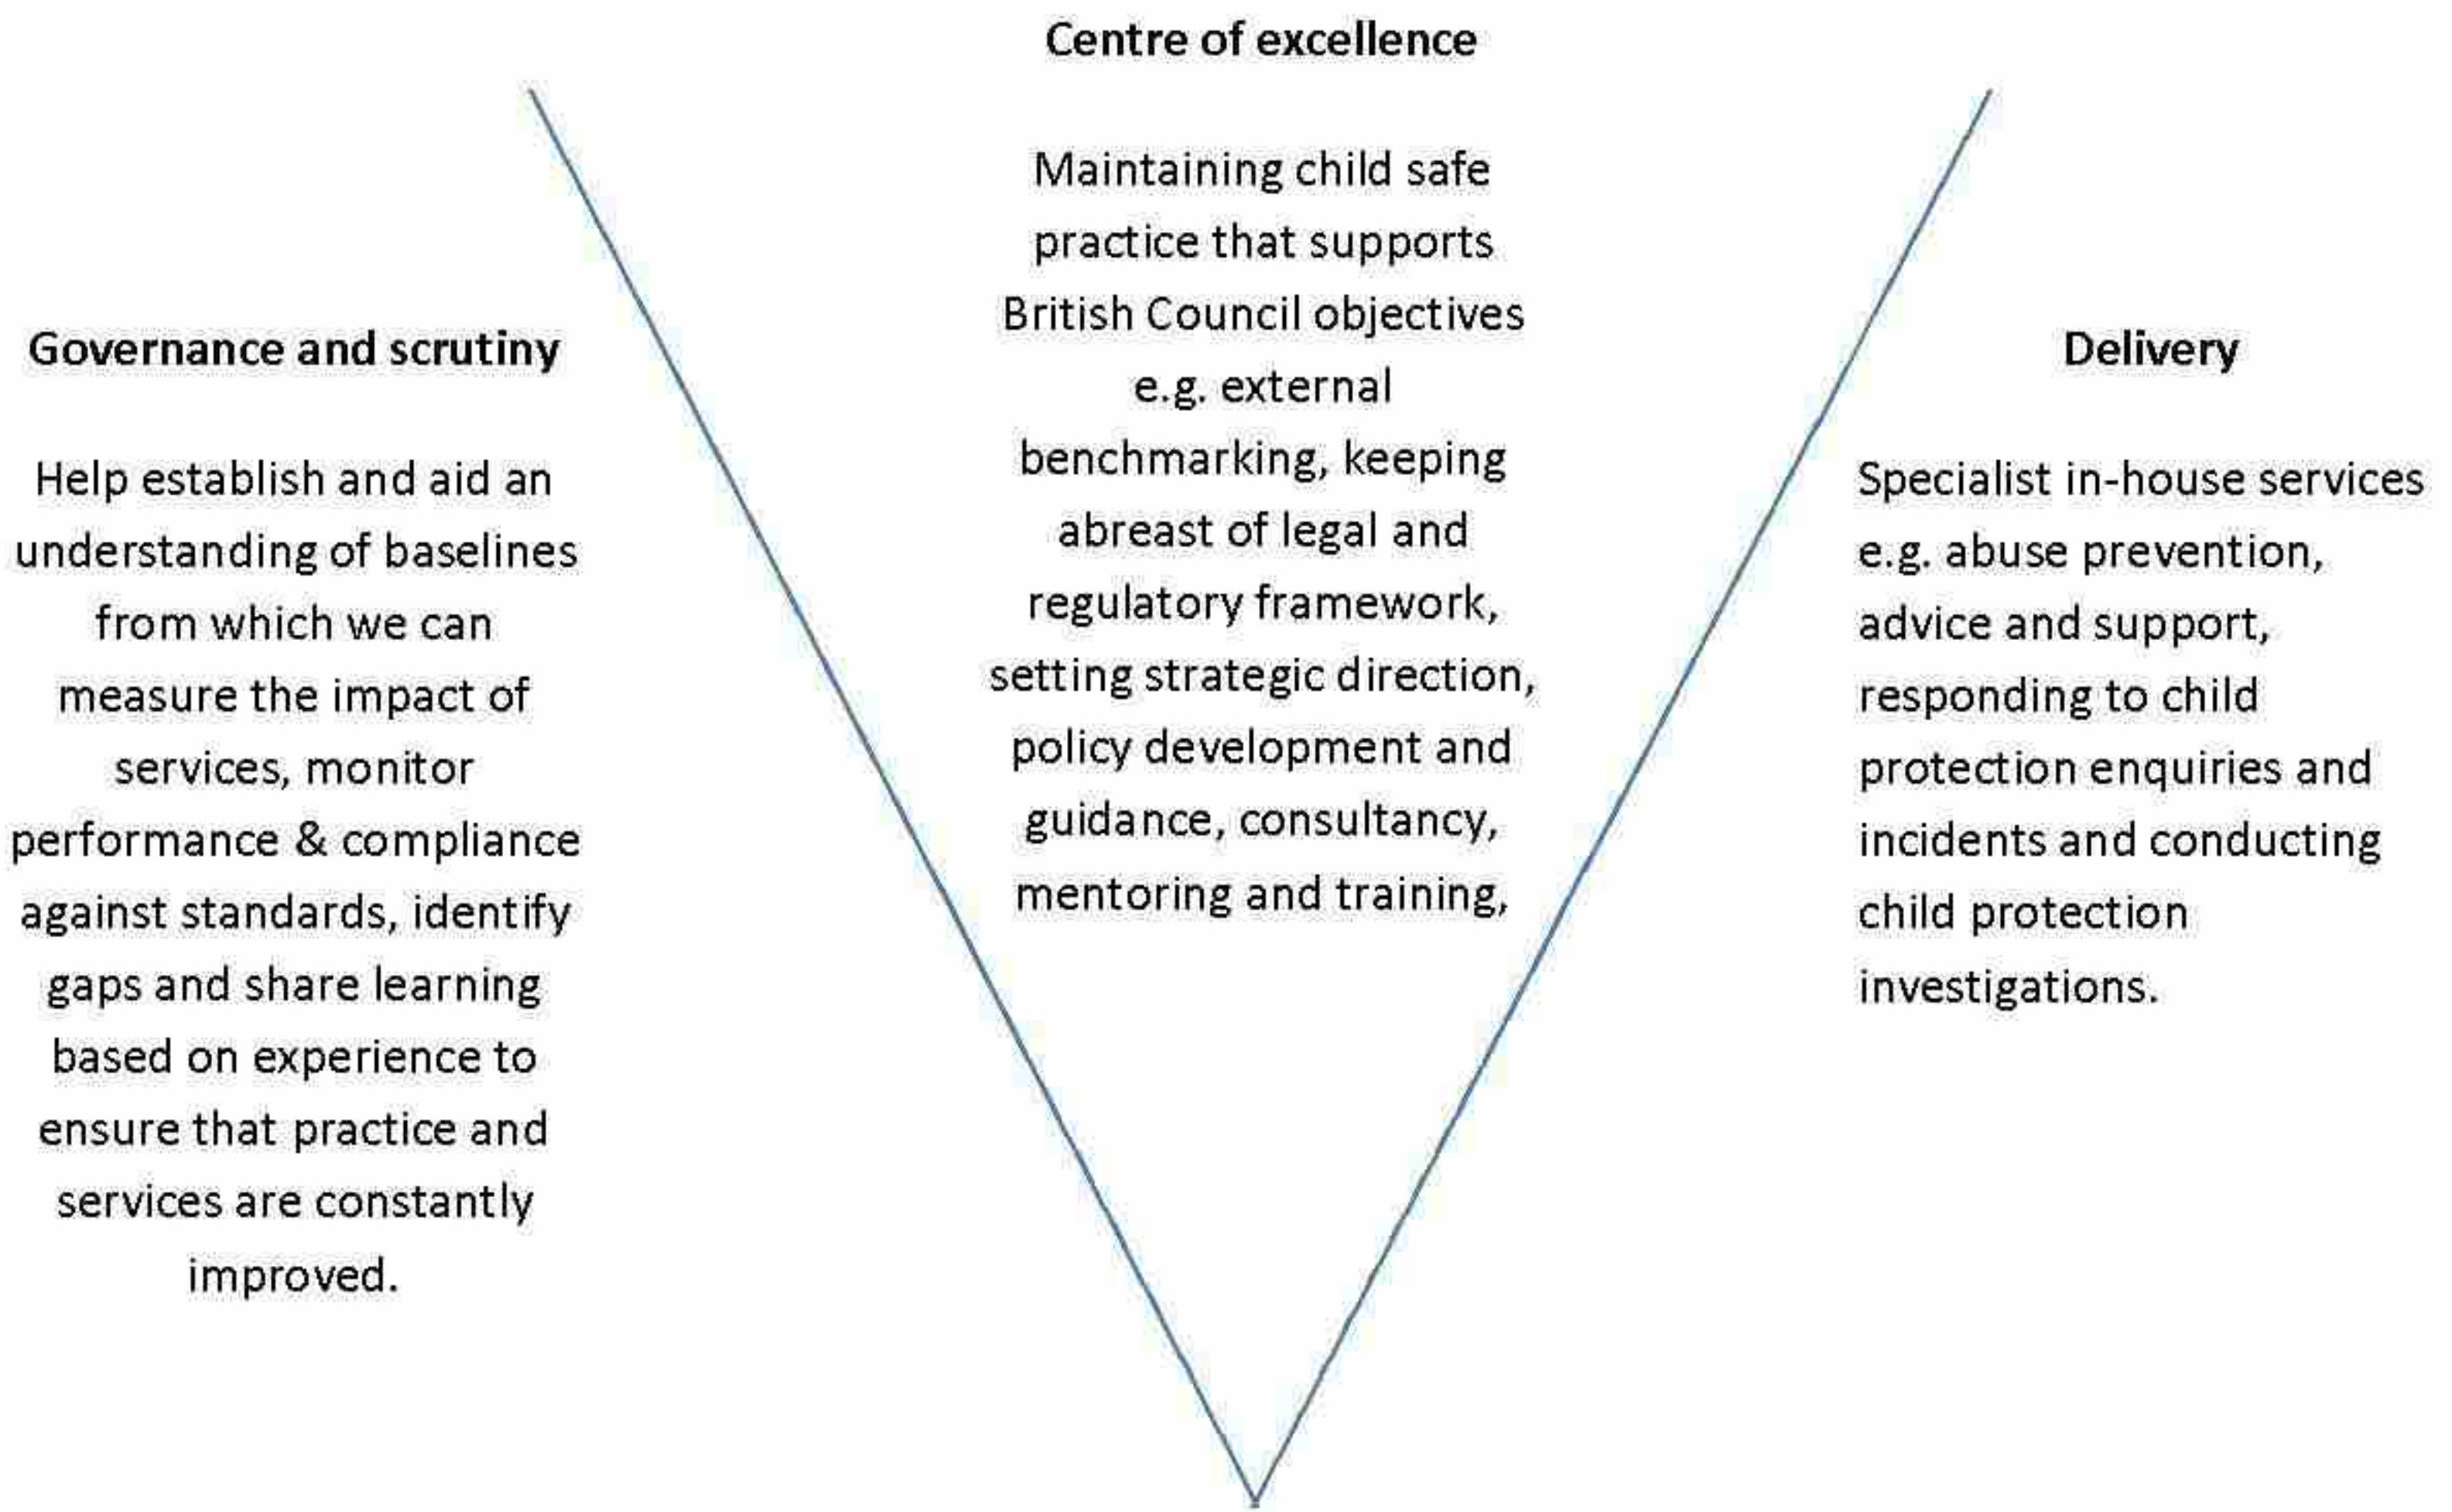 Centre of excellence
Maintaining child safe
practice that supports
British Council objectives
e.g. external
benchmarking, keeping
abreast of legal and
regulatory framework,
setting strategic direction,
policy development and
guidance, consultancy,
mentoring and training,
Governance and scrutiny
Help establish and aid an
understanding of baselines
from which we can
measure the impact of
services, monitor
performance & compliance
against standards, identify
gaps and share learning
based on experience to
ensure that practice and
services are constantly
improved.
Delivery
Specialist in-house services
e.g. abuse prevention,
advice and support,
responding to child
protection enquiries and
incidents and conducting
child protection
investigations.